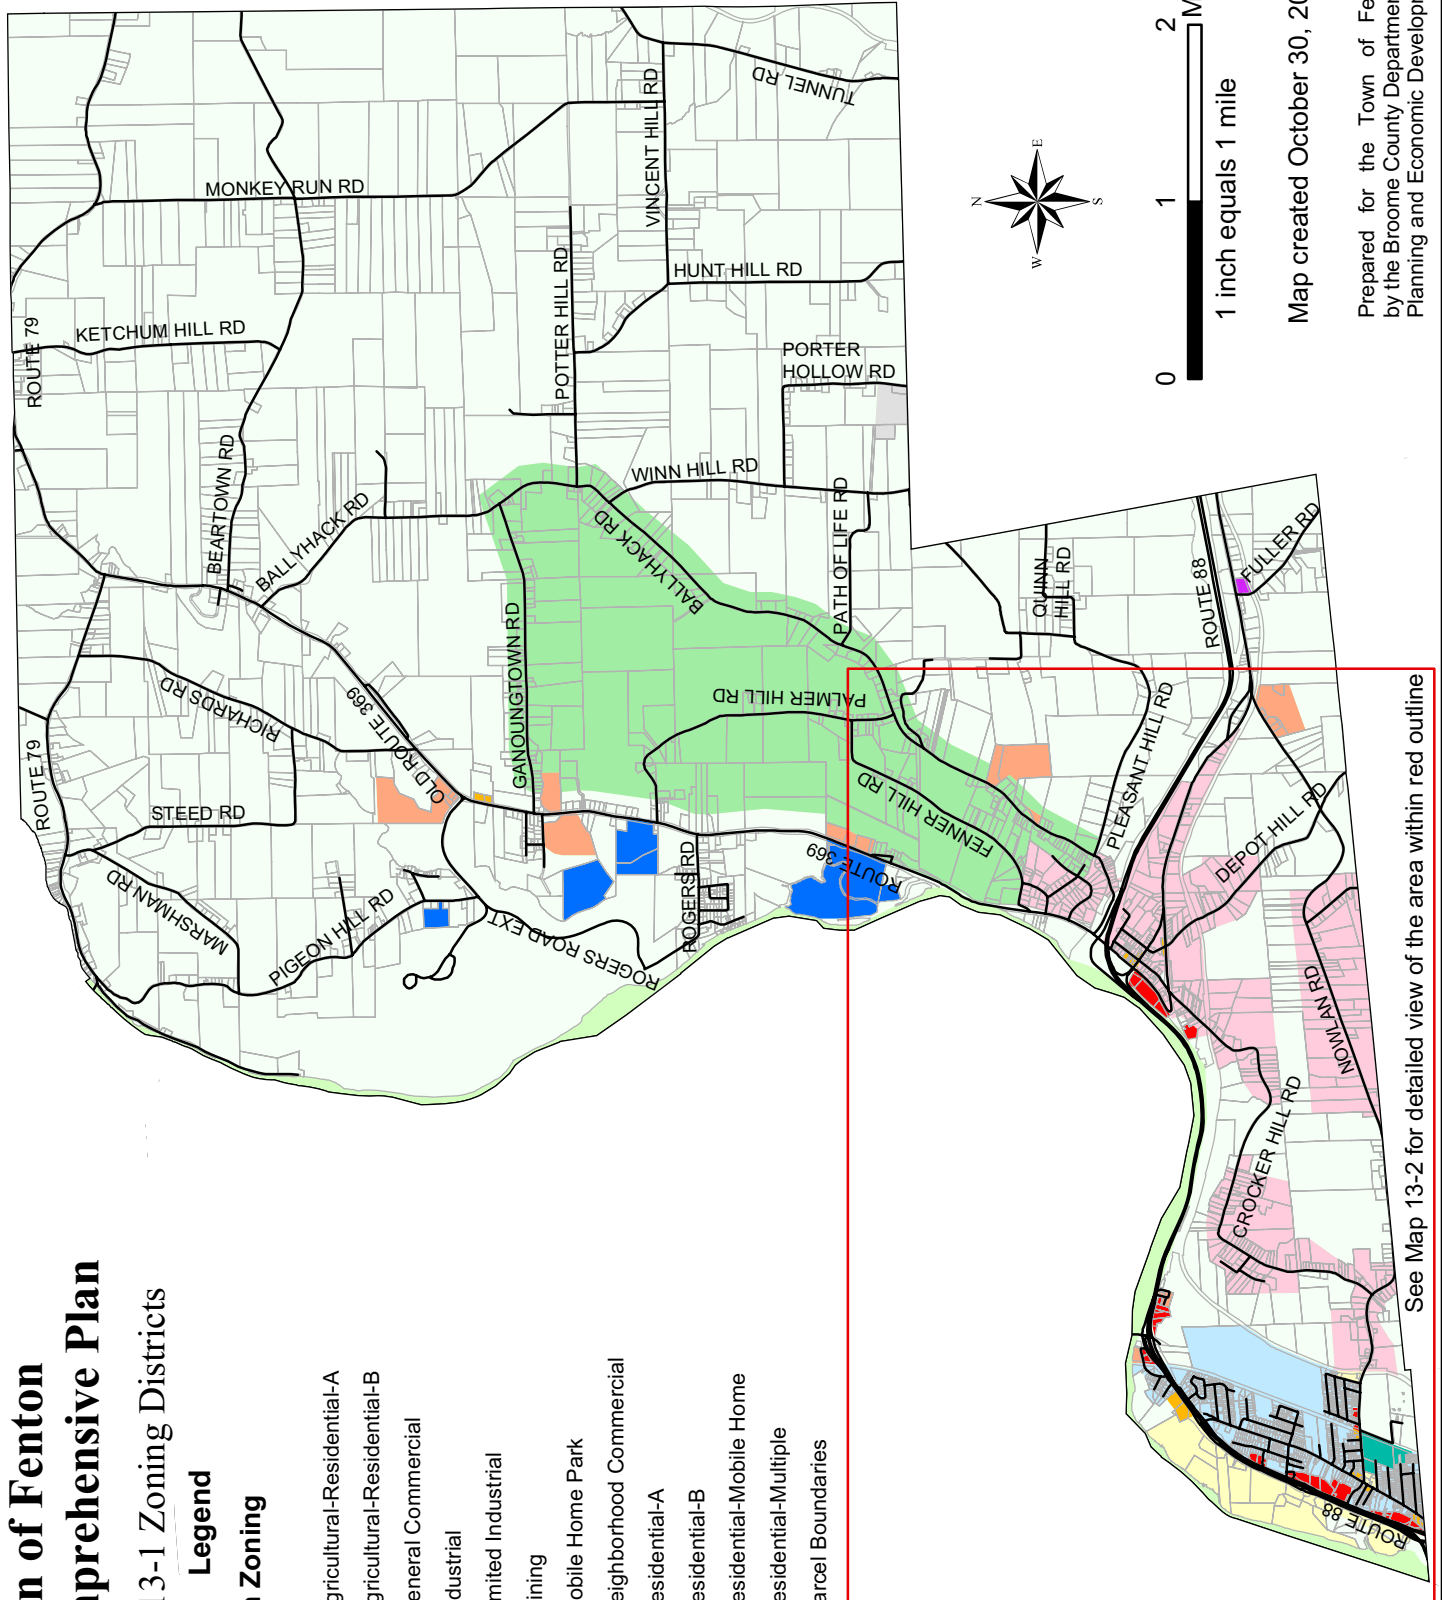 n of Fenton
nprehensive Plan
13-1 Zoning Districts
Legend
Zoning
gricultural-Residential-A
gricultural-Residential-B
eneral Commercial
dustrial
mited Industrial
ining
obile Home Park
eighborhood Commercial
esidential-A
esidential-B
esidential-Mobile Home
esidential-Multiple
arcel Boundaries
ROUTE 79
KETCHUM HILL RD
MONKEY RUN RD
BEARTOWN RD
BALLYHACK RD
POTTER HILL RD
VINCENT HILL RD
TUNNEL RD
HUNT HILL RD
PORTER
HOLLOW RD
WINN HILL RD
BALLYHACK RD
PATH OF LIFE RD
GANOUNGTOWN RD
PALMER HILL RD
OLD ROUTE 369
RICHARDS RD
STEED RD
ROUTE 79
MARSHMAN RD
PIGEON HILL RD
ROGERS ROAD EXT
ROGERS RD
ROUTE 369
FENNER HILL RD
QUINN
HILL RD
PLEASANT HILL RD
ROUTE 88
FULLER RD
DEPOT HILL RD
NOWLAN RD
CROCKER HILL RD
ROUTE 88
See Map 13-2 for detailed view of the area within red outline
N
E
S
W
0 1 2
M
1 inch equals 1 mile
Map created October 30, 20
Prepared for the Town of Fe
by the Broome County Department
Planning and Economic Developm